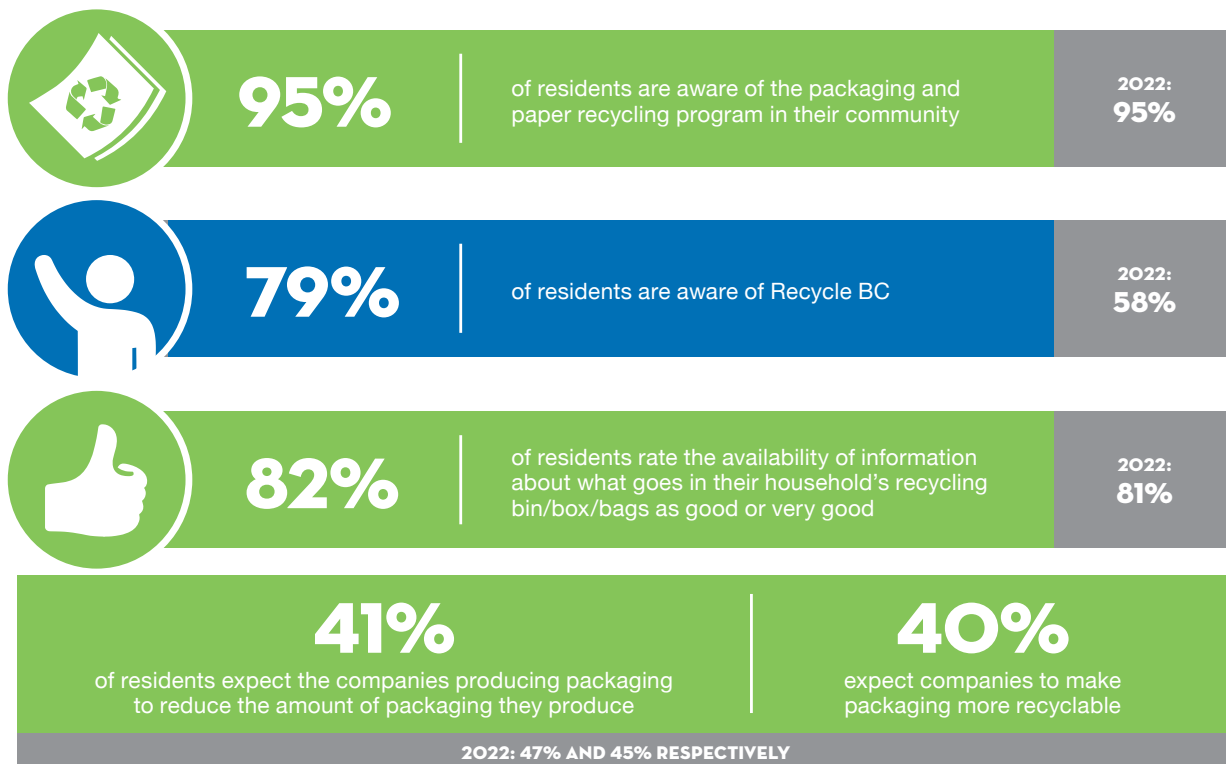 95%
of residents are aware of the packaging and
paper recycling program in their community
2022:
95%
79%
of residents are aware of Recycle BC
2022:
58%
82%
of residents rate the availability of information
about what goes in their household’s recycling
bin/box/bags as good or very good
2022:
81%
41%
of residents expect the companies producing packaging
to reduce the amount of packaging they produce
40%
expect companies to make
packaging more recyclable
2022: 47% AND 45% RESPECTIVELY